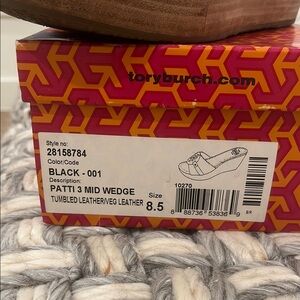 toryburch.com
Style no:
28158784
Color/Code
BLACK - 001
Description:
PATTI 3 MID WEDGE
TUMBLED LEATHER/VEG LEATHER
10270
Size
8.5
8 88736 53836 9